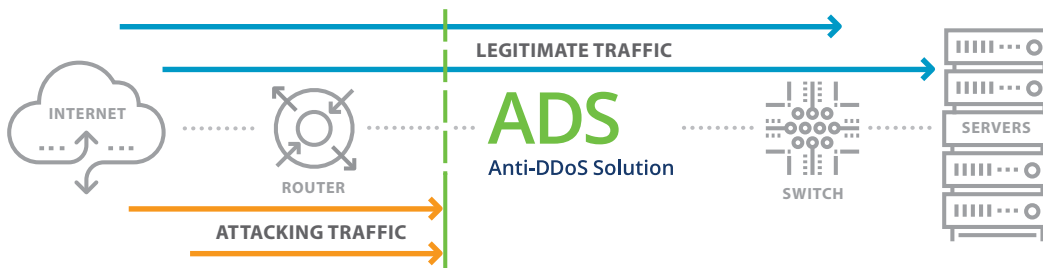 LEGITIMATE TRAFFIC
INTERNET
ADS
Anti-DDoS Solution
SERVERS
ROUTER
SWITCH
ATTACKING TRAFFIC